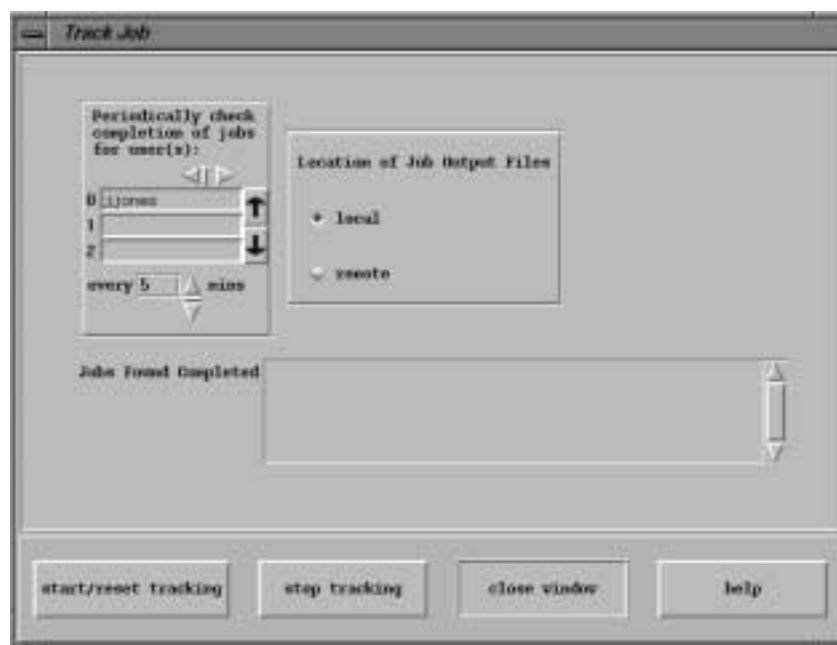 Track Job
Periodically check
completion of jobs
for user(s):
0 jjones
1
2
every 5 mins
Location of Job Output Files
local
remote
Jobs Found Completed
start/reset tracking
stop tracking
close window
help